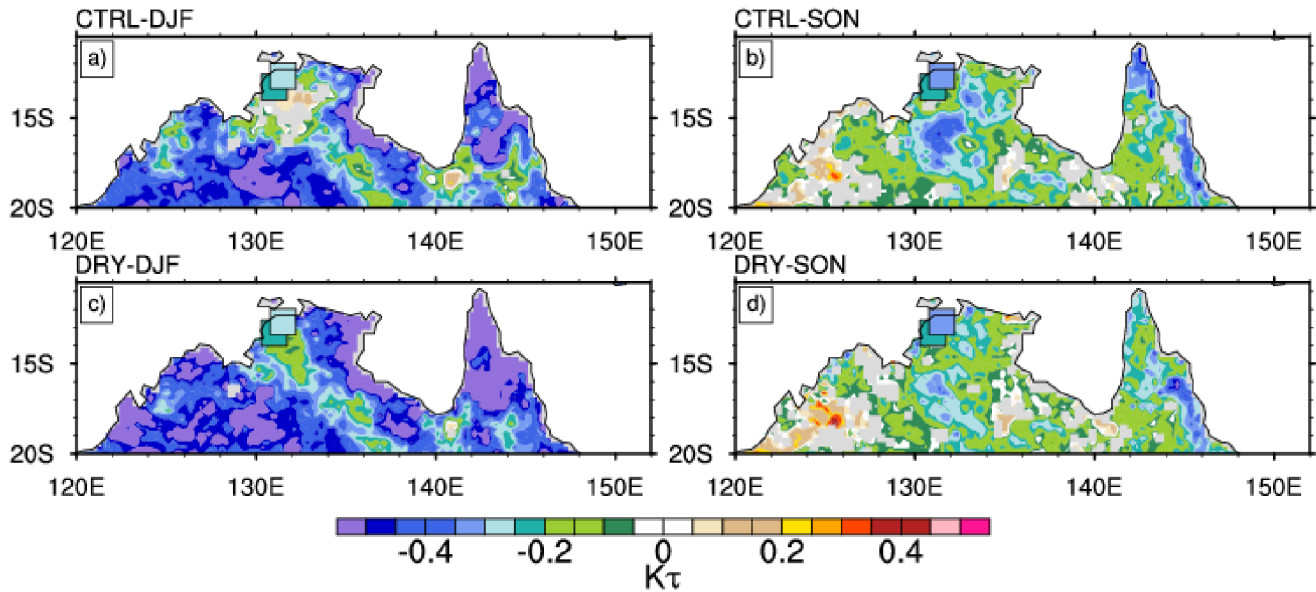 CTRL-DJF
CTRL-SON
a)
b)
15S
15S
20S
20S
120E 130E 140E 150E
120E 130E 140E 150E
DRY-DJF
DRY-SON
c)
d)
15S
15S
20S
20S
120E 130E 140E 150E
120E 130E 140E 150E
-0.4 -0.2 0 0.2 0.4
Kτ